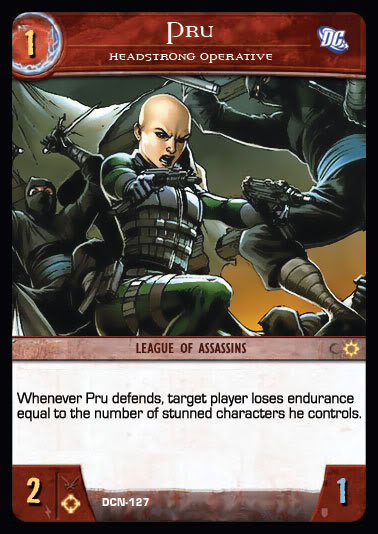 1
PRU
DC
HEADSTRONG OPERATIVE
LEAGUE OF ASSASSINS
C
Whenever Pru defends, target player loses endurance
equal to the number of stunned characters he controls.
2
DCN-127
1